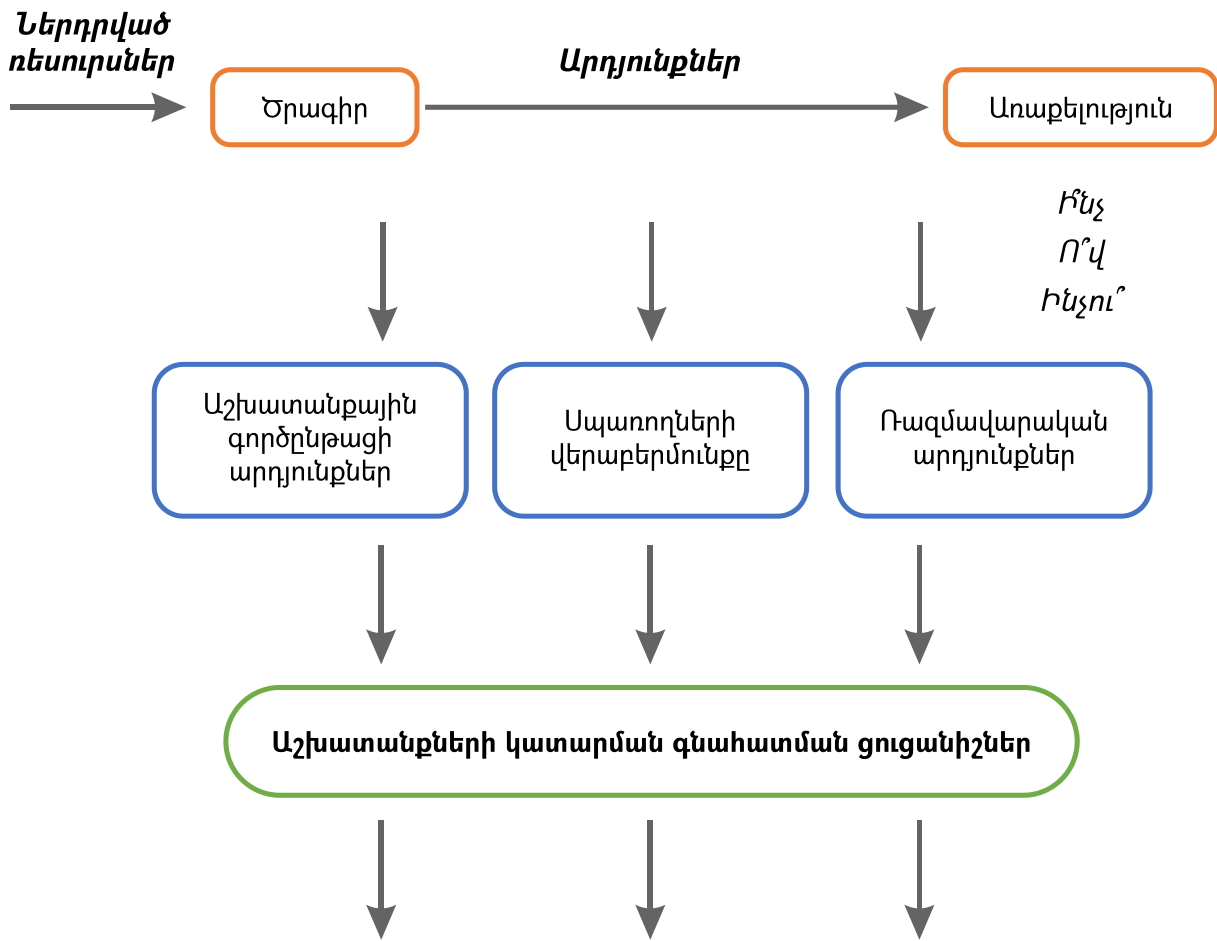 Ներդրված
ռեսուրսներ
Արդյունքներ
Ծրագիր
Առաքելություն
Ի՞նչ
Ո՞վ
Ինչու՞
Աշխատանքային
գործընթացի
արդյունքներ
Սպառողների
վերաբերմունքը
Ռազմավարական
արդյունքներ
Աշխատանքների կատարման գնահատման ցուցանիշներ